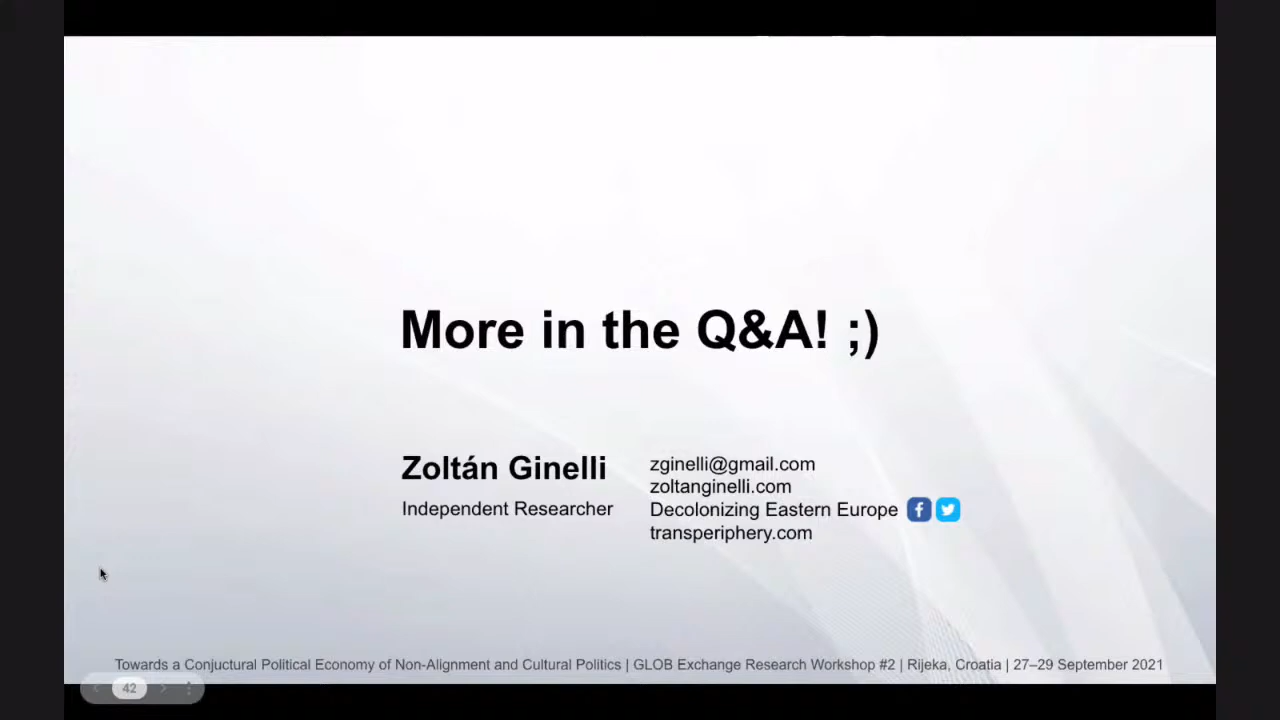 More in the Q&A! ;)
Zoltán Ginelli
Independent Researcher
zginelli@gmail.com
zoltanginelli.com
Decolonizing Eastern Europe
transperiphery.com
Towards a Conjuctural Political Economy of Non-Alignment and Cultural Politics | GLOB Exchange Research Workshop #2 | Rijeka, Croatia | 27–29 September 2021
42